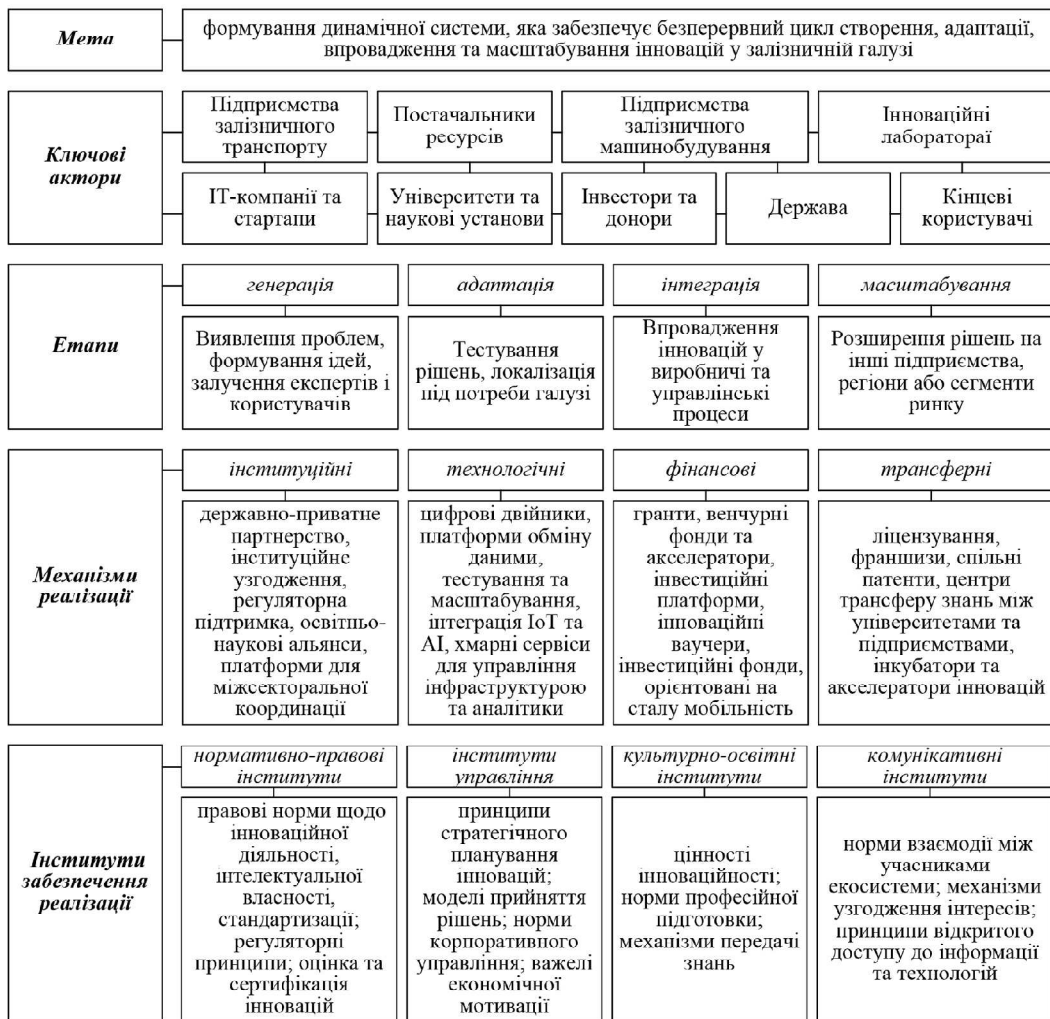 Мета
формування динамічної системи, яка забезпечує безперервний цикл створення, адаптації,
впровадження та масштабування інновацій у залізничній галузі
Ключові
актори
Підприємства
залізничного
транспорту
Постачальники
ресурсів
Підприємства
залізничного
машинобудування
Інноваційні
лабораторії
ІТ-компанії та
стартапи
Університети та
наукові установи
Інвестори та
донори
Держава
Кінцеві
користувачі
Етапи
генерація
адаптація
інтеграція
масштабування
Виявлення проблем,
формування ідей,
залучення експертів і
користувачів
Тестування
рішень, локалізація
під потреби галузі
Впровадження
інновацій у
виробничі та
управлінські
процеси
Розширення рішень на
інші підприємства,
регіони або сегменти
ринку
Механізми
реалізації
інституційні
технологічні
фінансові
трансферні
державно-приватне
партнерство,
інституційне
узгодження,
регуляторна
підтримка, освітньо-
наукові альянси,
платформи для
міжсекторальної
координації
цифрові двійники,
платформи обміну
даними,
тестування та
масштабування,
інтеграція IoT та
AI, хмарні сервіси
для управління
інфраструктурою
та аналітики
гранти, венчурні
фонди та
акселератори,
інвестиційні
платформи,
інноваційні
ваучери,
інвестиційні фонди,
орієнтовані на
сталу мобільність
ліцензування,
франшизи, спільні
патенти, центри
трансферу знань між
університетами та
підприємствами,
інкубатори та
акселератори інновацій
Інститути
забезпечення
реалізації
нормативно-правові
інститути
інститути
управління
культурно-освітні
інститути
комунікативні
інститути
правові норми щодо
інноваційної
діяльності,
інтелектуальної
власності,
стандартизації;
регуляторні
принципи; оцінка та
сертифікація
інновацій
принципи
стратегічного
планування
інновацій;
моделі прийняття
рішень; норми
корпоративного
управління; важелі
економічної
мотивації
цінності
інноваційності;
норми професійної
підготовки;
механізми передачі
знань
норми взаємодії між
учасниками
екосистеми; механізми
узгодження інтересів;
принципи відкритого
доступу до інформації
та технологій